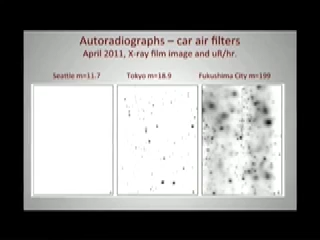 Autoradiographs – car air filters
April 2011, X-ray film image and uR/hr.
Seattle m=11.7 Tokyo m=18.9 Fukushima City m=199